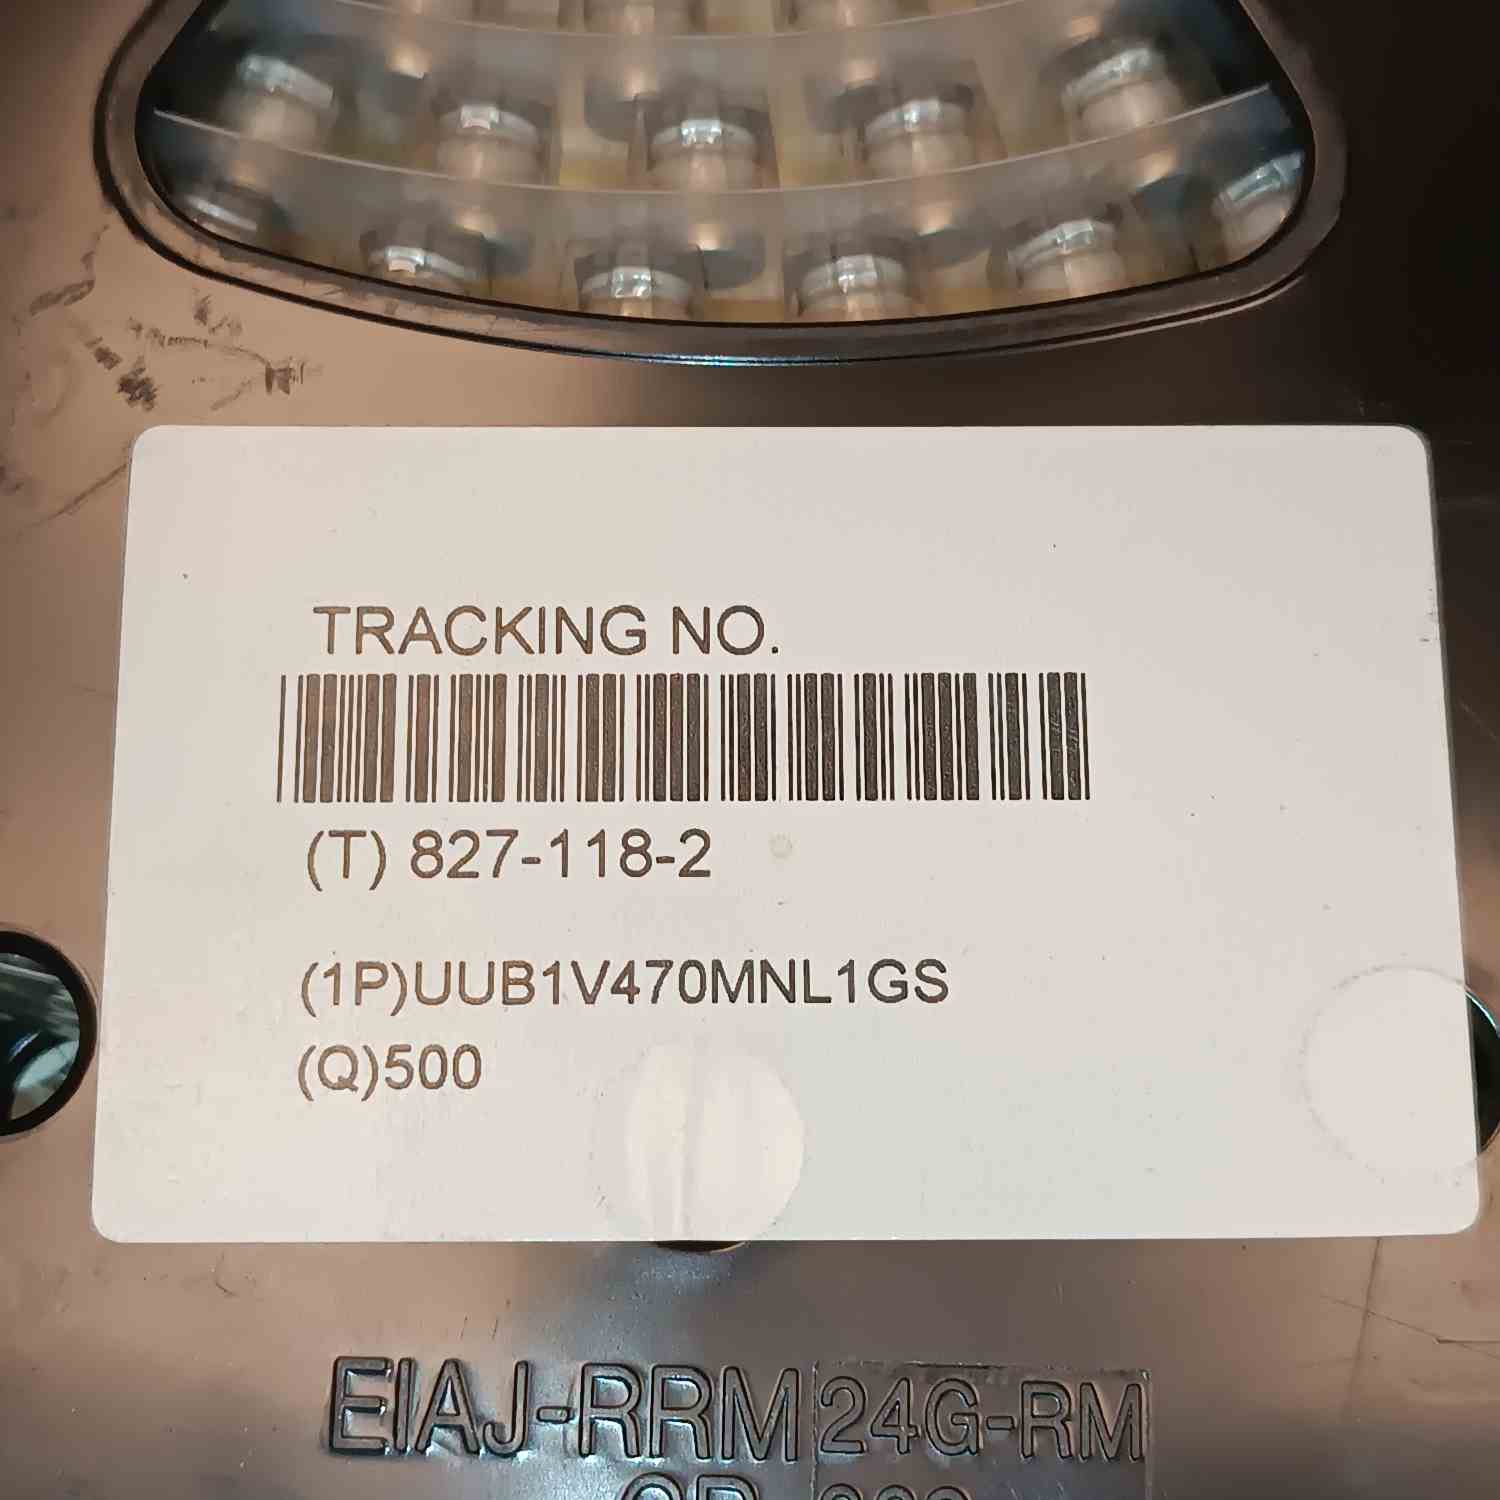 TRACKING NO.
(T) 827-118-2
(1P)UUB1V470MNL1GS
(Q)500
EIAJ-RRM 24G-RM